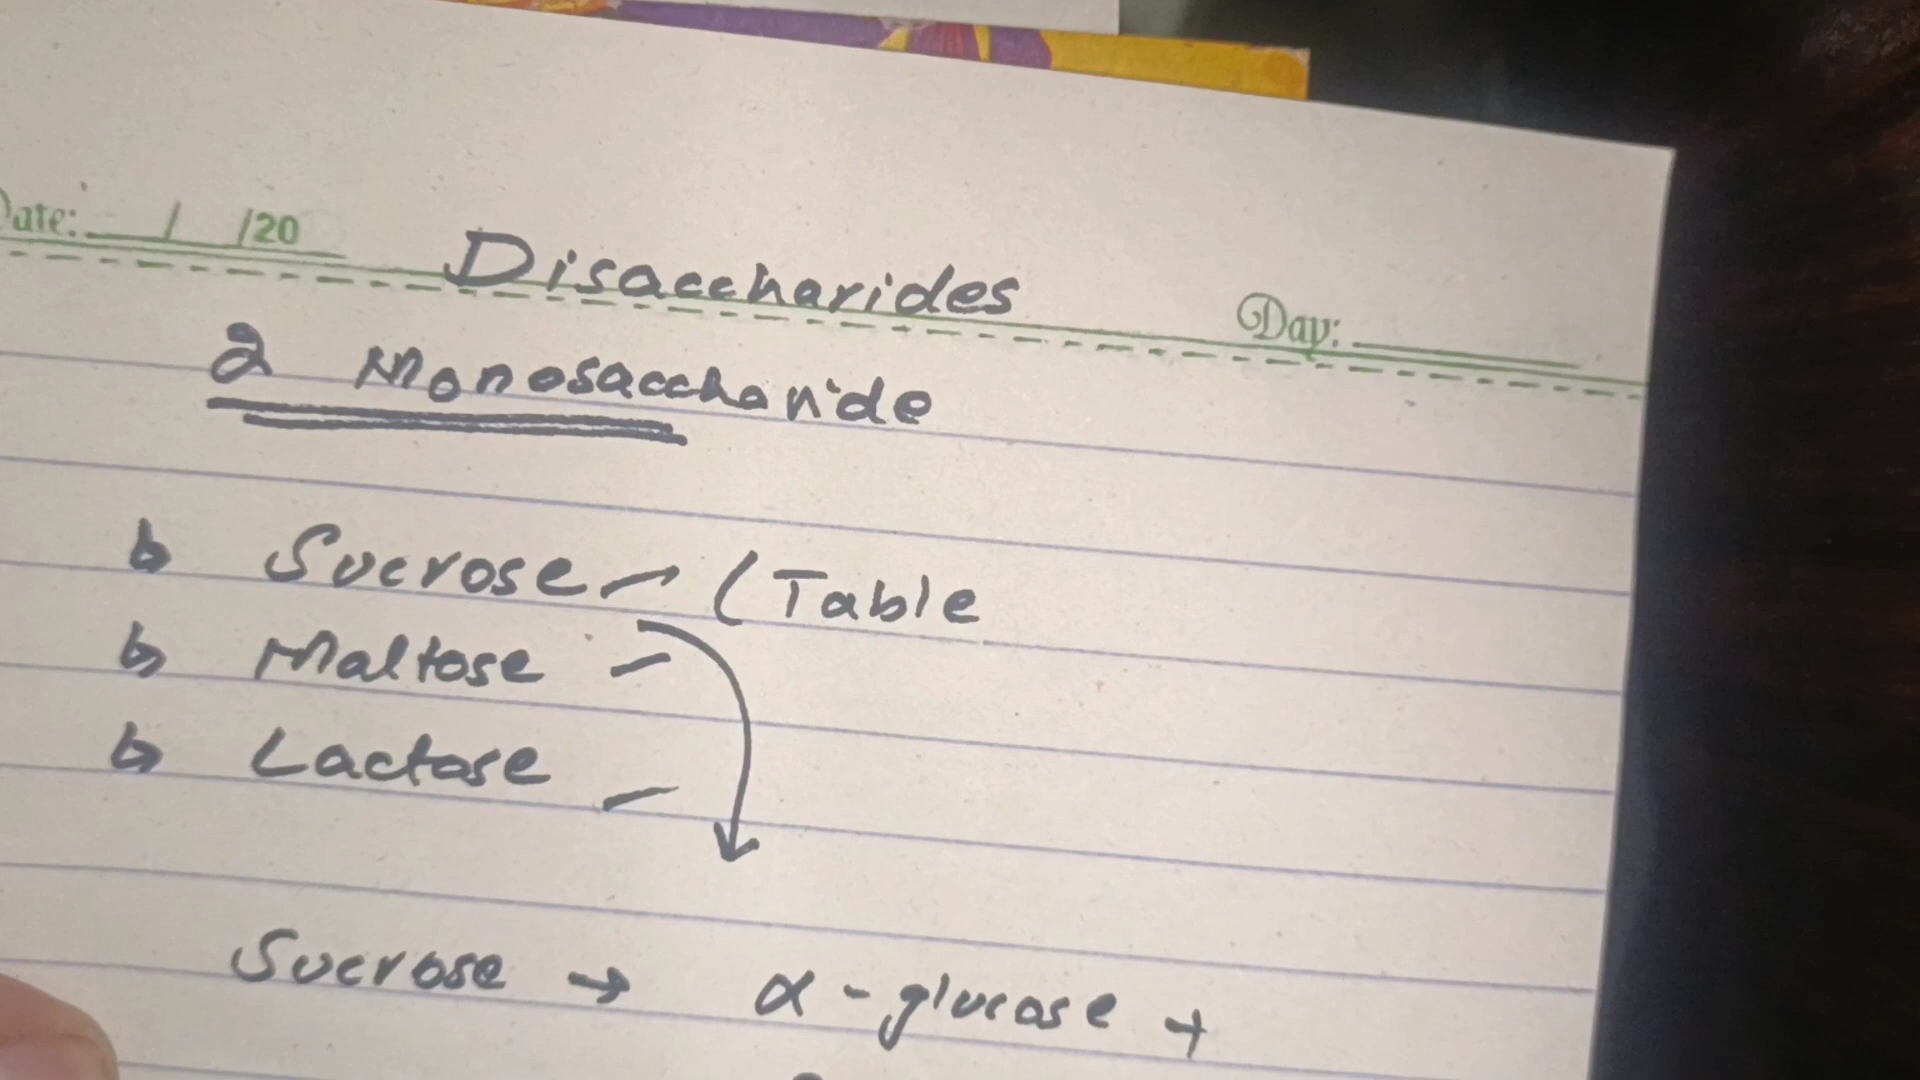 Date: / /20
Disaccharides
Day:
2 Monosaccharide
↳ Sucrose → (Table
↳ Maltose –
↳ Lactose –
Sucrose → α - glucose +